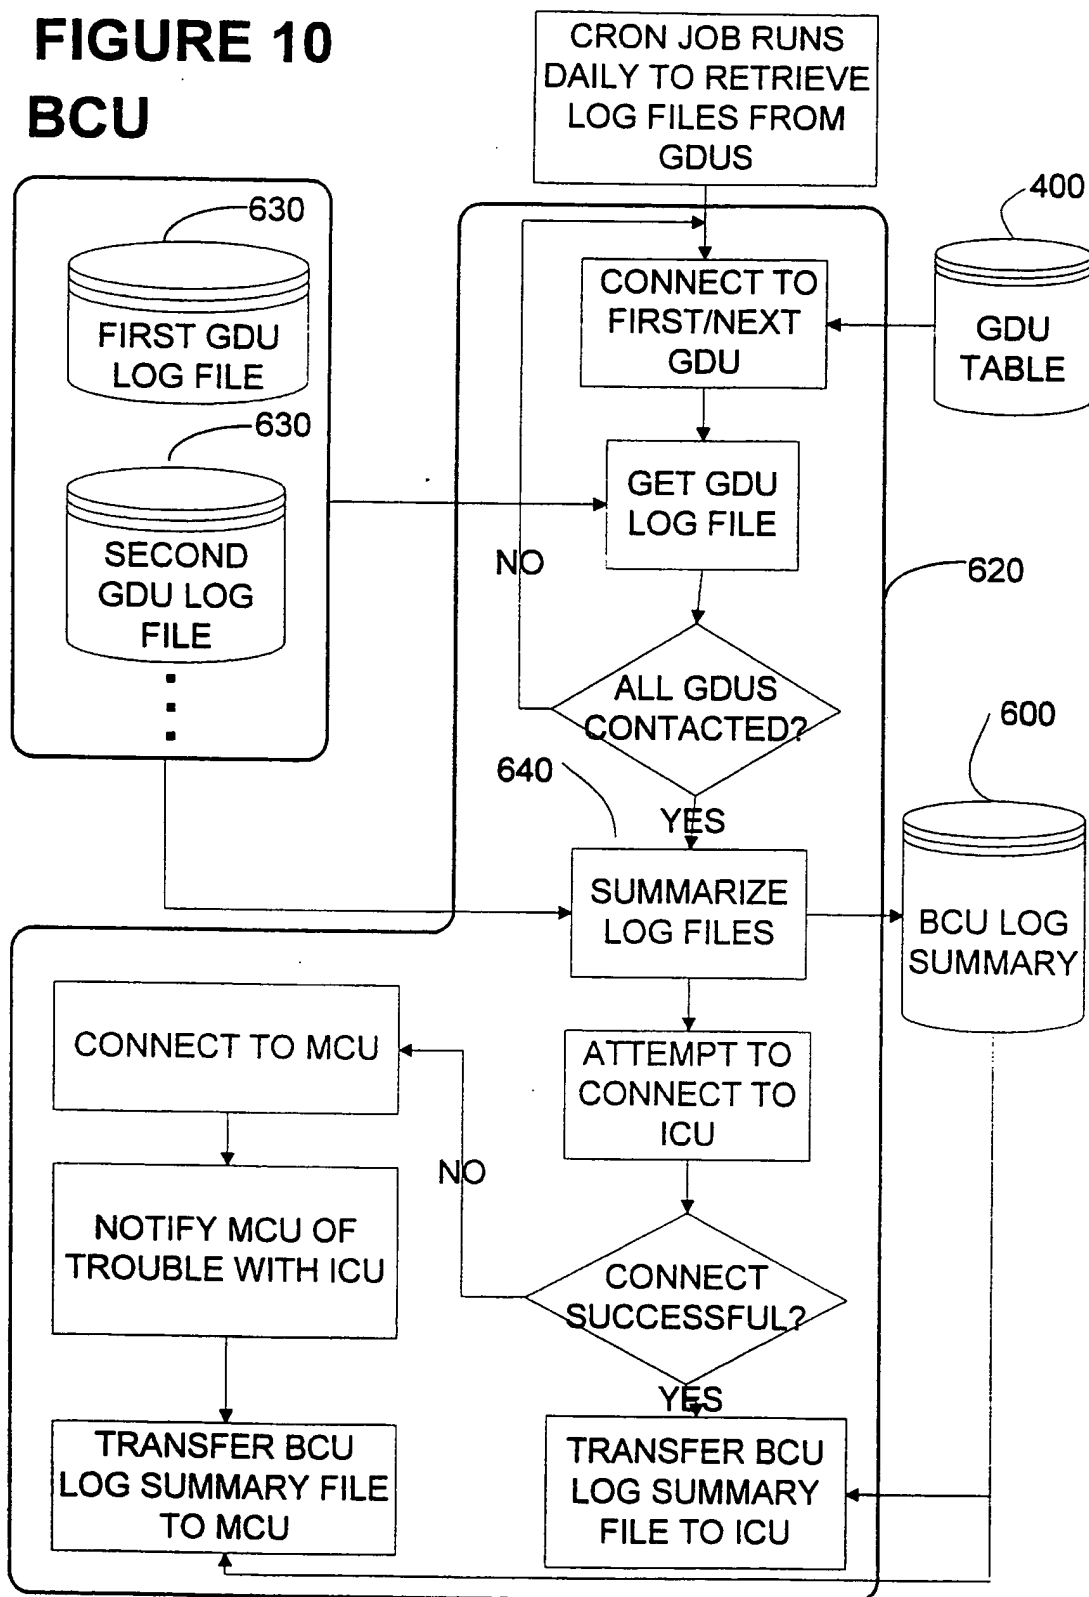 FIGURE 10
BCU
CRON JOB RUNS
DAILY TO RETRIEVE
LOG FILES FROM
GDUS
630
FIRST GDU
LOG FILE
630
SECOND
GDU LOG
FILE
400
GDU
TABLE
CONNECT TO
FIRST/NEXT
GDU
GET GDU
LOG FILE
NO
620
ALL GDUS
CONTACTED?
YES
640
600
SUMMARIZE
LOG FILES
BCU LOG
SUMMARY
ATTEMPT TO
CONNECT TO
ICU
CONNECT TO MCU
NO
NOTIFY MCU OF
TROUBLE WITH ICU
CONNECT
SUCCESSFUL?
YES
TRANSFER BCU
LOG SUMMARY FILE
TO MCU
TRANSFER BCU
LOG SUMMARY
FILE TO ICU